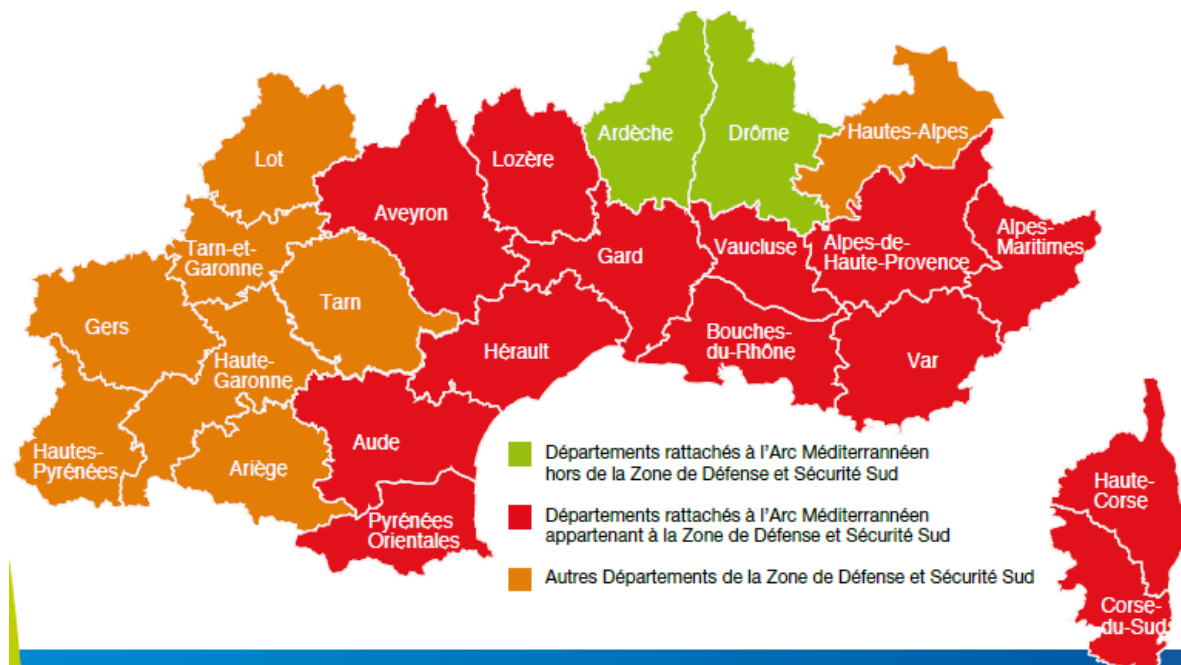 Ardèche
Drôme
Hautes-Alpes
Lot
Lozère
Aveyron
Alpes-
Maritimes
Tarn-et-
Garonne
Gard
Vaucluse
Alpes-de-
Haute-Provence
Tarn
Gers
Hérault
Bouches-
du-Rhône
Var
Haute-
Garonne
Hautes-
Pyrénées
Ariège
Aude
Pyrénées
Orientales
Départements rattachés à l’Arc Méditerrannéen
hors de la Zone de Défense et Sécurité Sud
Départements rattachés à l’Arc Méditerrannéen
appartenant à la Zone de Défense et Sécurité Sud
Autres Départements de la Zone de Défense et Sécurité Sud
Haute-
Corse
Corse-
du-Sud